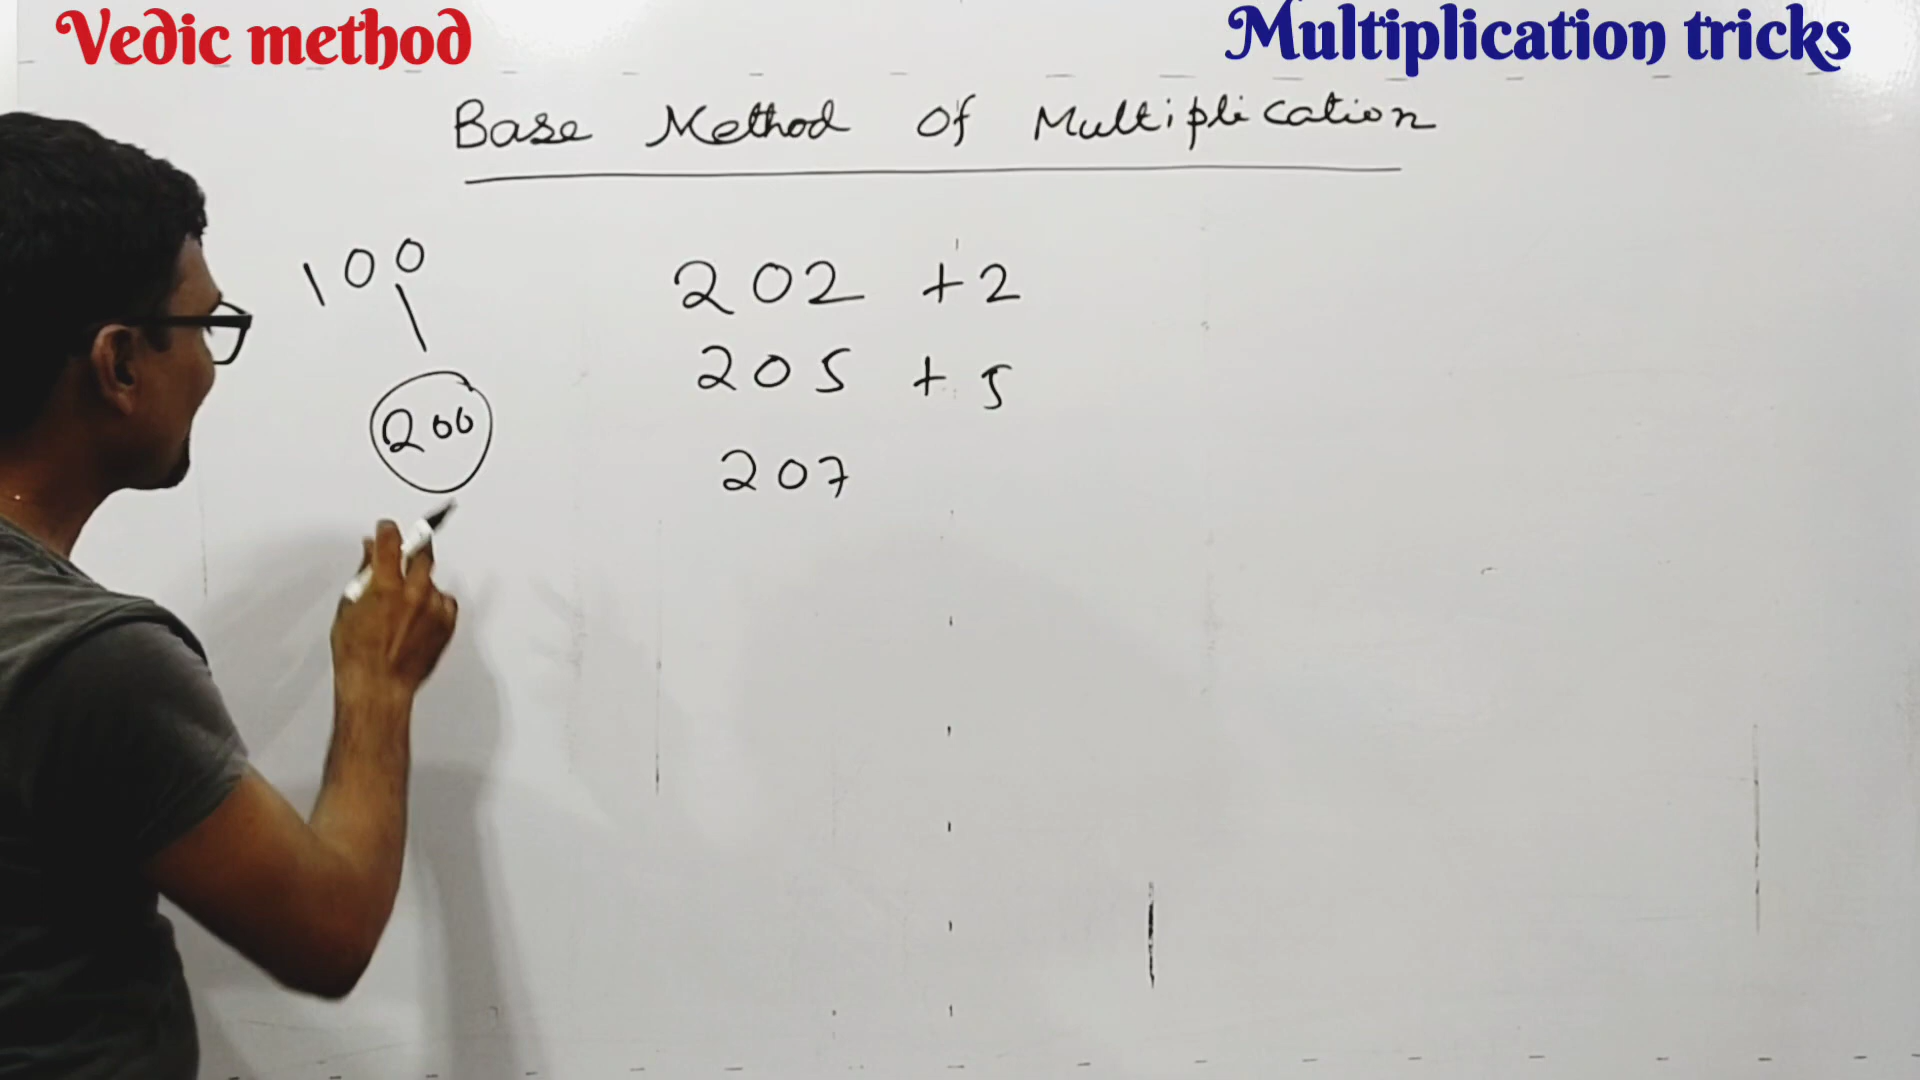 Vedic method
Multiplication tricks
Base Method Of Multiplication
100
200
202 +2
205 +5
207